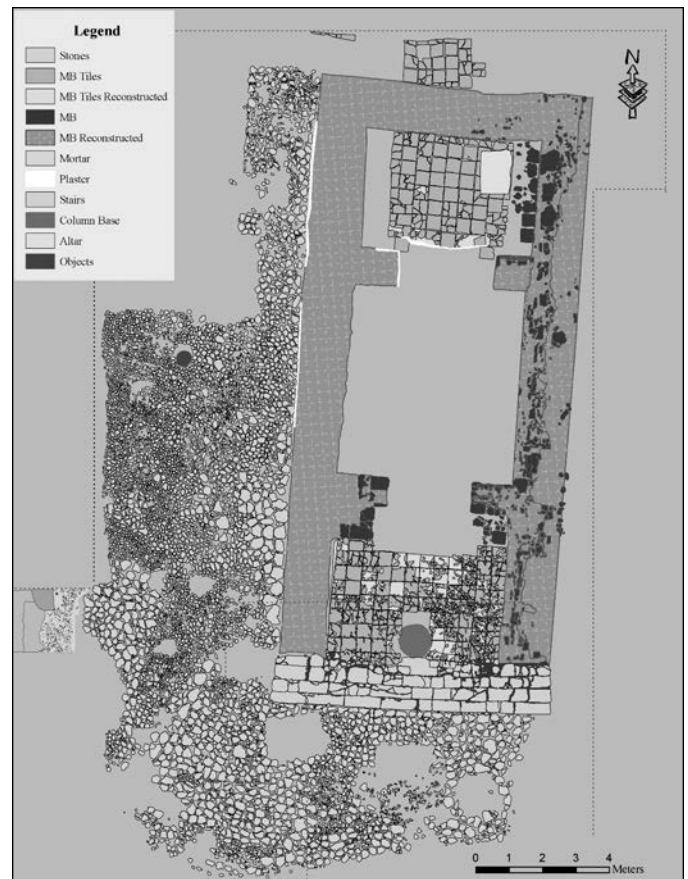 Legend
Stones
MB Tiles
MB Tiles Reconstructed
MB
MB Reconstructed
Mortar
Plaster
Stairs
Column Base
Altar
Objects
N
0 1 2 3 4
Meters